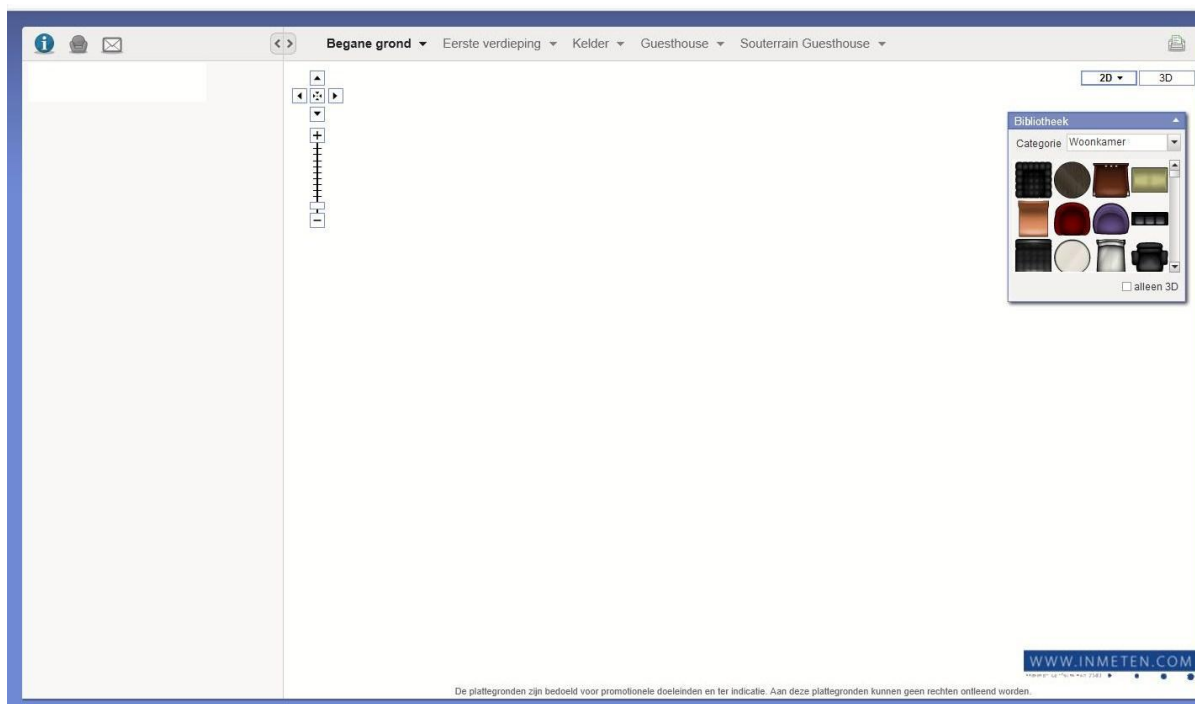 Begane grond Eerste verdieping Kelder Guesthouse Souterrain Guesthouse
2D 3D
Bibliotheek
Categorie Woonkamer
alleen 3D
WWW.INMETEN.COM
De plattegronden zijn bedoeld voor promotionele doeleinden en ter indicatie. Aan deze plattegronden kunnen geen rechten ontleend worden.